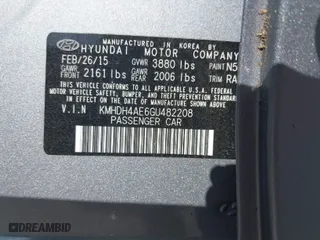 MANUFACTURED IN KOREA BY
HYUNDAI MOTOR COMPANY
FEB/26/15 GVWR 3880 lbs PAINT N5
GAWR FRONT 2161 lbs GAWR REAR 2006 lbs TRIM RA
THIS VEHICLE CONFORMS TO ALL APPLICABLE
FEDERAL MOTOR VEHICLE SAFETY, BUMPER, AND
THEFT PREVENTION STANDARDS IN EFFECT ON
THE DATE OF MANUFACTURE SHOWN ABOVE.
V.I.N KMHDH4AE6GU482208
PASSENGER CAR
DREAMBID